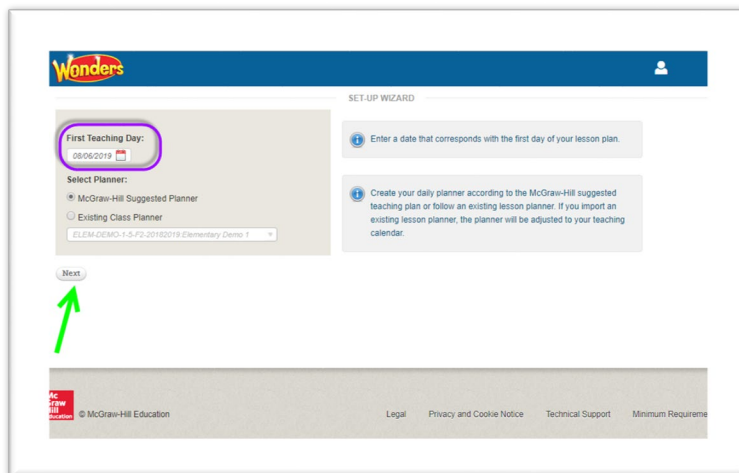 Wonders
SET-UP WIZARD
First Teaching Day:
08/06/2019
Select Planner:
McGraw-Hill Suggested Planner
Existing Class Planner
ELEM-DEMO-1-5-F2-20182019:Elementary Demo 1
Next
Enter a date that corresponds with the first day of your lesson plan.
Create your daily planner according to the McGraw-Hill suggested
teaching plan or follow an existing lesson planner. If you import an
existing lesson planner, the planner will be adjusted to your teaching
calendar.
Mc
Graw
Hill
Education
© McGraw-Hill Education
Legal Privacy and Cookie Notice Technical Support Minimum Requireme